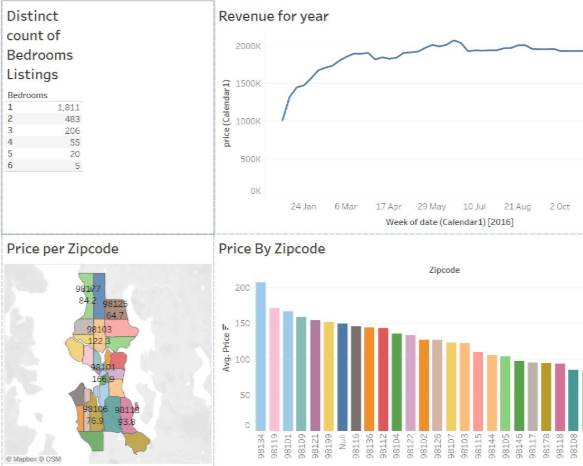 Distinct
count of
Bedrooms
Listings
Bedrooms
1 1,811
2 483
3 206
4 55
5 20
6 5
Revenue for year
price (Calendar1)
2000K
1500K
1000K
500K
0K
24 Jan 6 Mar 17 Apr 29 May 10 Jul 21 Aug 2 Oct
Week of date (Calendar1) [2016]
Price per Zipcode
98177
84.2
98125
64.7
98103
122.3
98101
166.9
98106
76.9
98118
93.8
© Mapbox © OSM
Price By Zipcode
Zipcode
Avg. Price
200
150
100
50
0
98134 98119 98101 98109 98121 98199 Null 98116 98136 98112 98104 98122 98102 98126 98107 98103 98115 98144 98105 98146 98117 98178 98118 98108